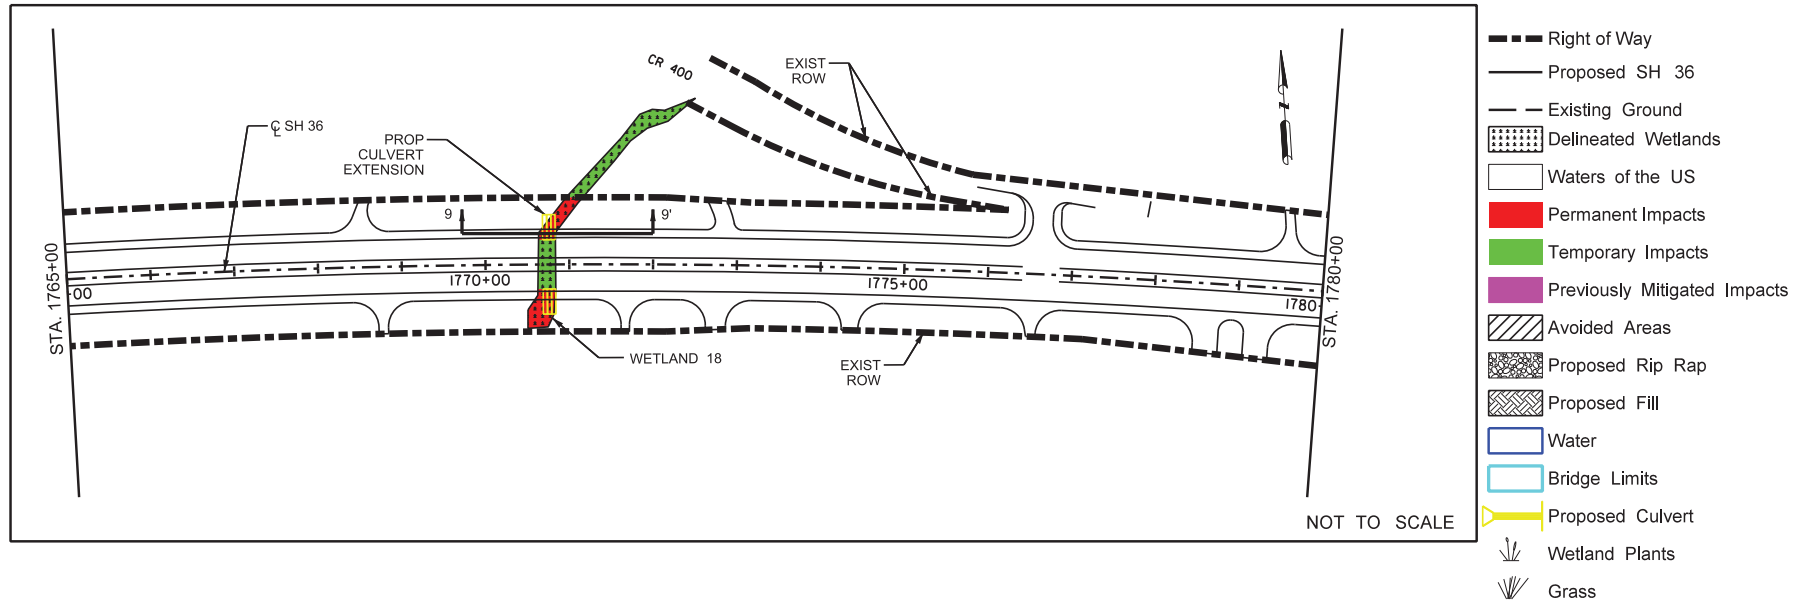 CR 400
EXIST
ROW
℄ SH 36
PROP
CULVERT
EXTENSION
9
9'
STA. 1765+00
+00
1770+00
1775+00
1780+
STA. 1780+00
WETLAND 18
EXIST
ROW
N
NOT TO SCALE
Right of Way
Proposed SH 36
Existing Ground
Delineated Wetlands
Waters of the US
Permanent Impacts
Temporary Impacts
Previously Mitigated Impacts
Avoided Areas
Proposed Rip Rap
Proposed Fill
Water
Bridge Limits
Proposed Culvert
Wetland Plants
Grass